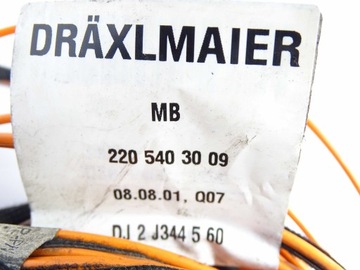 DRÄXLMAIER
MB
220 540 30 09
08.08.01, Q07
DJ 2 J344 5 60